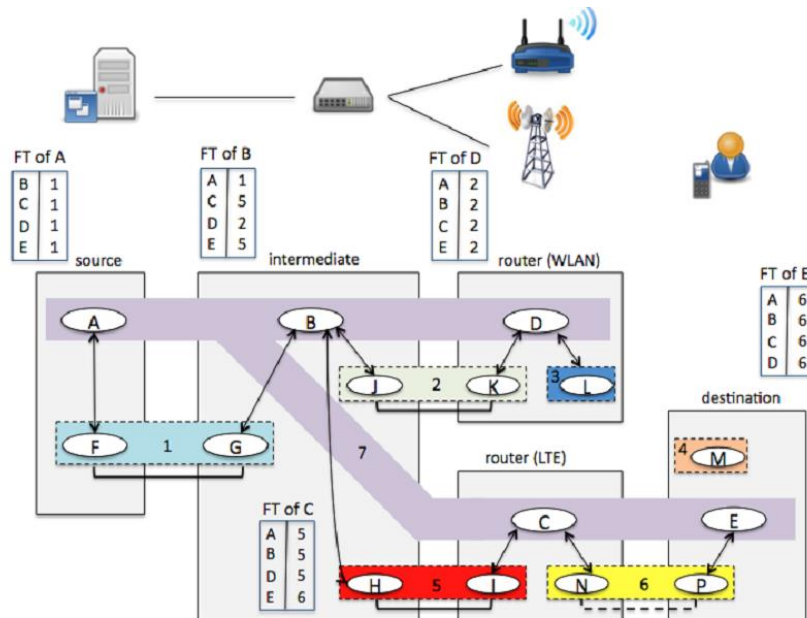 FT of A
B 1
C 1
D 1
E 1
FT of B
A 1
C 5
D 2
E 5
FT of D
A 2
B 2
C 2
E 2
FT of E
A 6
B 6
C 6
D 6
source
intermediate
router (WLAN)
destination
A
B
D
J
2
K
3
L
F
1
G
7
router (LTE)
4
M
FT of C
A 5
B 5
D 5
E 6
C
E
H
5
I
N
6
P